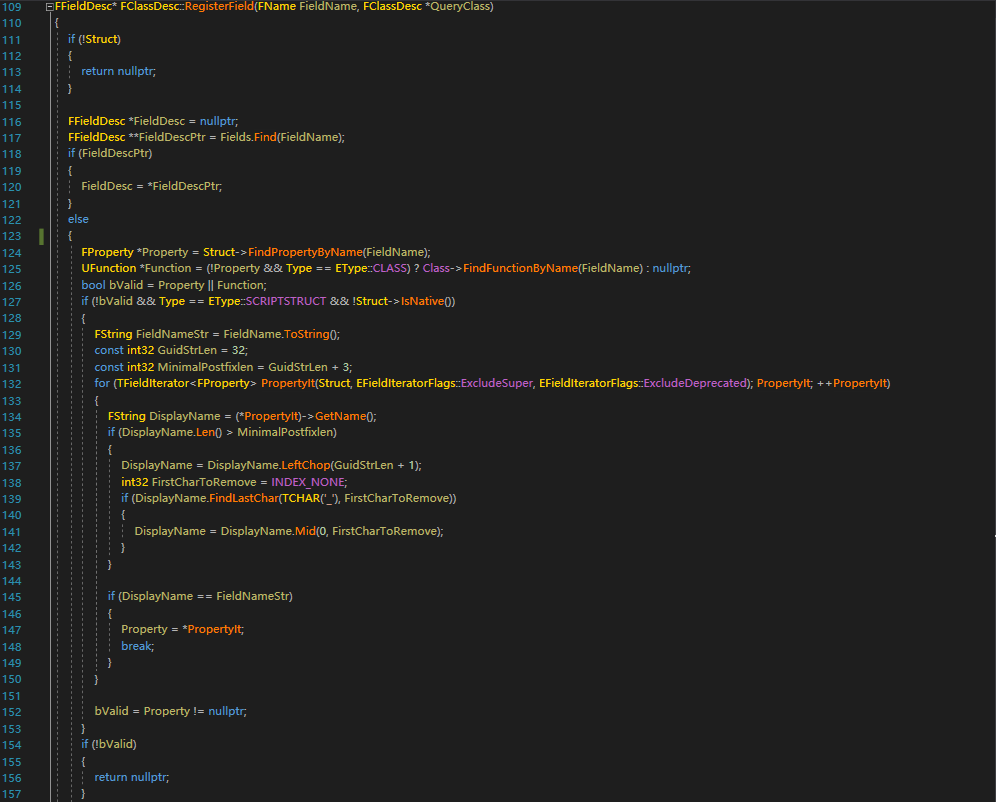 109 FFieldDesc* FClassDesc::RegisterField(FName FieldName, FClassDesc *QueryClass)
110 {
111     if (!Struct)
112     {
113         return nullptr;
114     }
115
116     FFieldDesc *FieldDesc = nullptr;
117     FFieldDesc **FieldDescPtr = Fields.Find(FieldName);
118     if (FieldDescPtr)
119     {
120         FieldDesc = *FieldDescPtr;
121     }
122     else
123     {
124         FProperty *Property = Struct->FindPropertyByName(FieldName);
125         UFunction *Function = (!Property && Type == EType::CLASS) ? Class->FindFunctionByName(FieldName) : nullptr;
126         bool bValid = Property || Function;
127         if (!bValid && Type == EType::SCRIPTSTRUCT && !Struct->IsNative())
128         {
129             FString FieldNameStr = FieldName.ToString();
130             const int32 GuidStrLen = 32;
131             const int32 MinimalPostfixlen = GuidStrLen + 3;
132             for (TFieldIterator<FProperty> PropertyIt(Struct, EFieldIteratorFlags::ExcludeSuper, EFieldIteratorFlags::ExcludeDeprecated); PropertyIt; ++PropertyIt)
133             {
134                 FString DisplayName = (*PropertyIt)->GetName();
135                 if (DisplayName.Len() > MinimalPostfixlen)
136                 {
137                     DisplayName = DisplayName.LeftChop(GuidStrLen + 1);
138                     int32 FirstCharToRemove = INDEX_NONE;
139                     if (DisplayName.FindLastChar(TCHAR('_'), FirstCharToRemove))
140                     {
141                         DisplayName = DisplayName.Mid(0, FirstCharToRemove);
142                     }
143                 }
144
145                 if (DisplayName == FieldNameStr)
146                 {
147                     Property = *PropertyIt;
148                     break;
149                 }
150             }
151
152             bValid = Property != nullptr;
153         }
154         if (!bValid)
155         {
156             return nullptr;
157         }